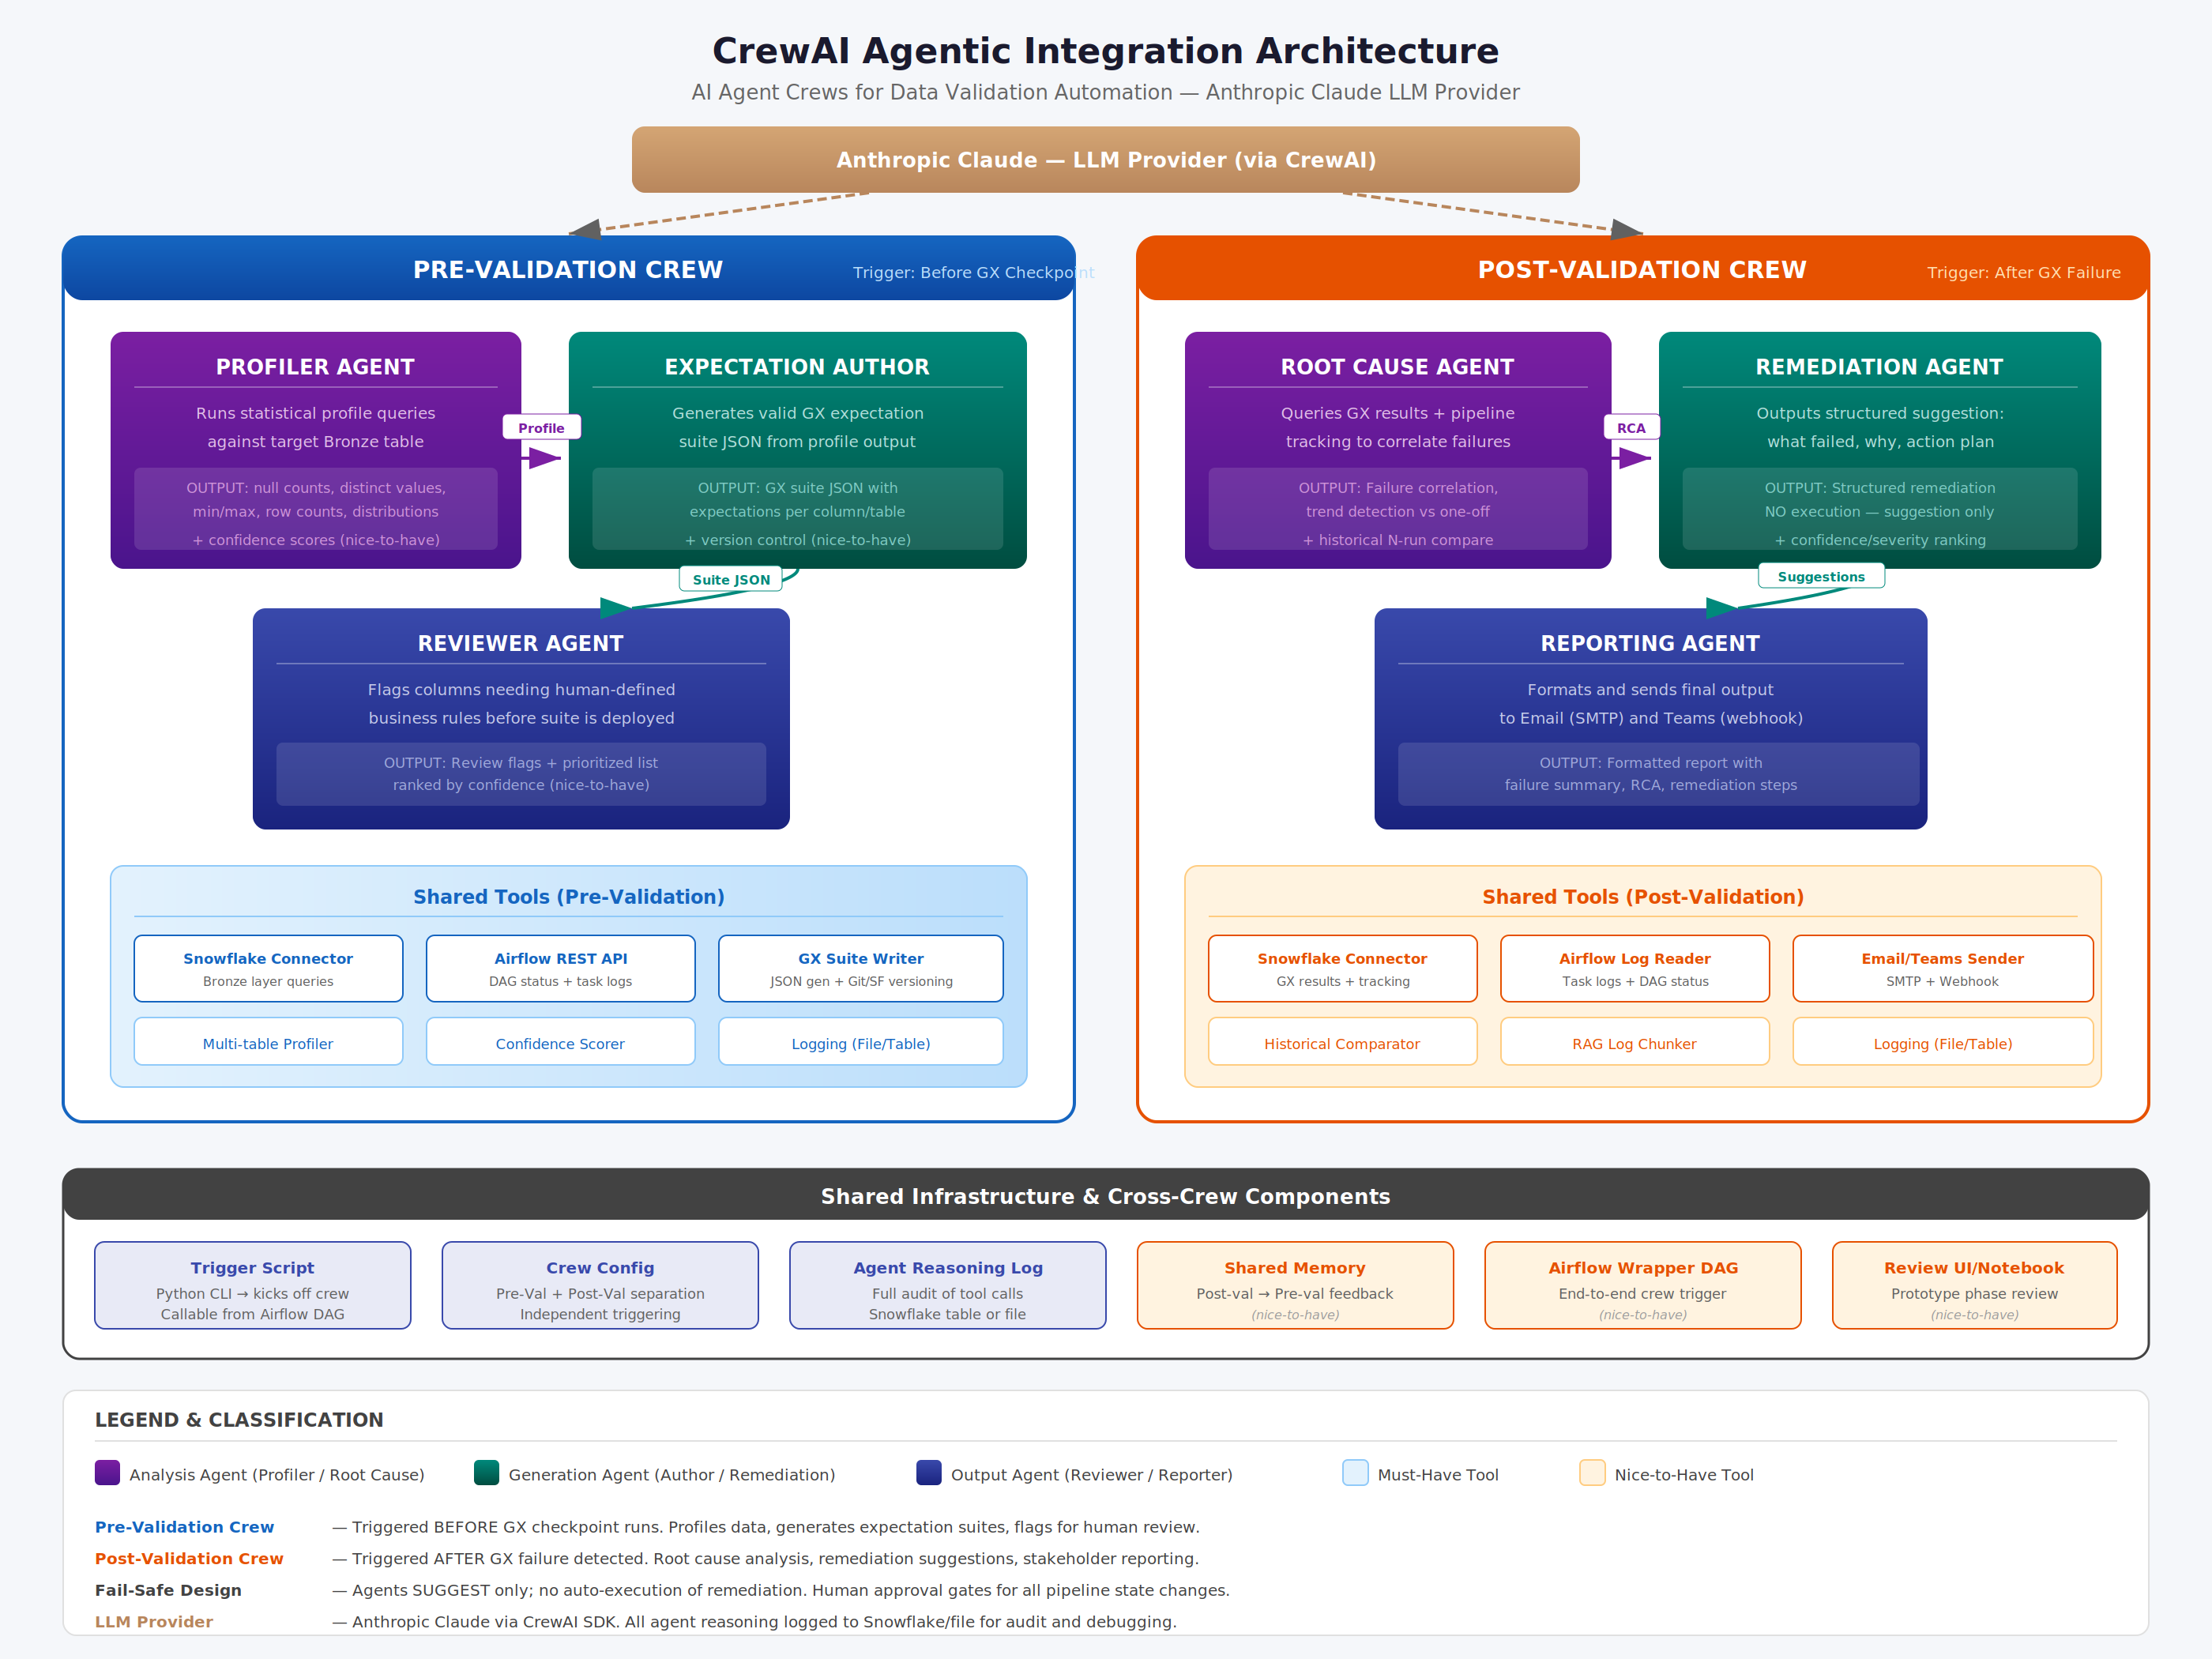 CrewAI Agentic Integration Architecture
AI Agent Crews for Data Validation Automation — Anthropic Claude LLM Provider
Anthropic Claude — LLM Provider (via CrewAI)
PRE-VALIDATION CREW
Trigger: Before GX Checkpoint
PROFILER AGENT
Runs statistical profile queries
against target Bronze table
OUTPUT: null counts, distinct values,
min/max, row counts, distributions
+ confidence scores (nice-to-have)
Profile
EXPECTATION AUTHOR
Generates valid GX expectation
suite JSON from profile output
OUTPUT: GX suite JSON with
expectations per column/table
+ version control (nice-to-have)
Suite JSON
REVIEWER AGENT
Flags columns needing human-defined
business rules before suite is deployed
OUTPUT: Review flags + prioritized list
ranked by confidence (nice-to-have)
Shared Tools (Pre-Validation)
Snowflake Connector
Bronze layer queries
Airflow REST API
DAG status + task logs
GX Suite Writer
JSON gen + Git/SF versioning
Multi-table Profiler
Confidence Scorer
Logging (File/Table)
POST-VALIDATION CREW
Trigger: After GX Failure
ROOT CAUSE AGENT
Queries GX results + pipeline
tracking to correlate failures
OUTPUT: Failure correlation,
trend detection vs one-off
+ historical N-run compare
RCA
REMEDIATION AGENT
Outputs structured suggestion:
what failed, why, action plan
OUTPUT: Structured remediation
NO execution — suggestion only
+ confidence/severity ranking
Suggestions
REPORTING AGENT
Formats and sends final output
to Email (SMTP) and Teams (webhook)
OUTPUT: Formatted report with
failure summary, RCA, remediation steps
Shared Tools (Post-Validation)
Snowflake Connector
GX results + tracking
Airflow Log Reader
Task logs + DAG status
Email/Teams Sender
SMTP + Webhook
Historical Comparator
RAG Log Chunker
Logging (File/Table)
Shared Infrastructure & Cross-Crew Components
Trigger Script
Python CLI → kicks off crew
Callable from Airflow DAG
Crew Config
Pre-Val + Post-Val separation
Independent triggering
Agent Reasoning Log
Full audit of tool calls
Snowflake table or file
Shared Memory
Post-val → Pre-val feedback
(nice-to-have)
Airflow Wrapper DAG
End-to-end crew trigger
(nice-to-have)
Review UI/Notebook
Prototype phase review
(nice-to-have)
LEGEND & CLASSIFICATION
Analysis Agent (Profiler / Root Cause)
Generation Agent (Author / Remediation)
Output Agent (Reviewer / Reporter)
Must-Have Tool
Nice-to-Have Tool
Pre-Validation Crew — Triggered BEFORE GX checkpoint runs. Profiles data, generates expectation suites, flags for human review.
Post-Validation Crew — Triggered AFTER GX failure detected. Root cause analysis, remediation suggestions, stakeholder reporting.
Fail-Safe Design — Agents SUGGEST only; no auto-execution of remediation. Human approval gates for all pipeline state changes.
LLM Provider — Anthropic Claude via CrewAI SDK. All agent reasoning logged to Snowflake/file for audit and debugging.